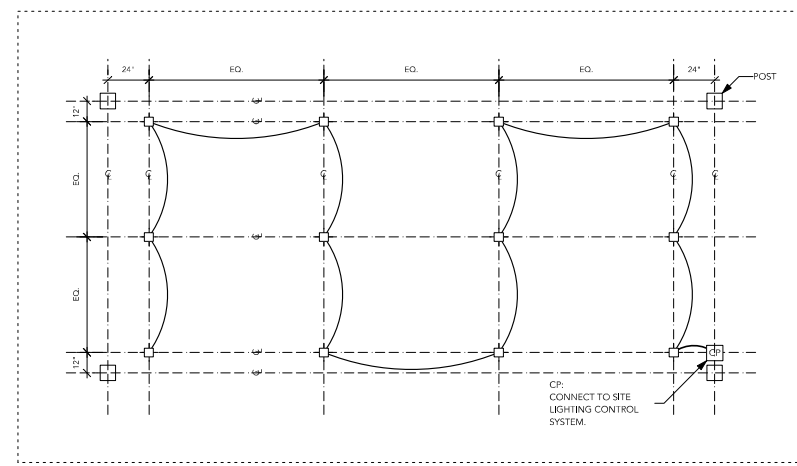 24"
EQ.
EQ.
EQ.
24"
POST
12"
EQ.
EQ.
12"
CP
CP:
CONNECT TO SITE
LIGHTING CONTROL
SYSTEM.